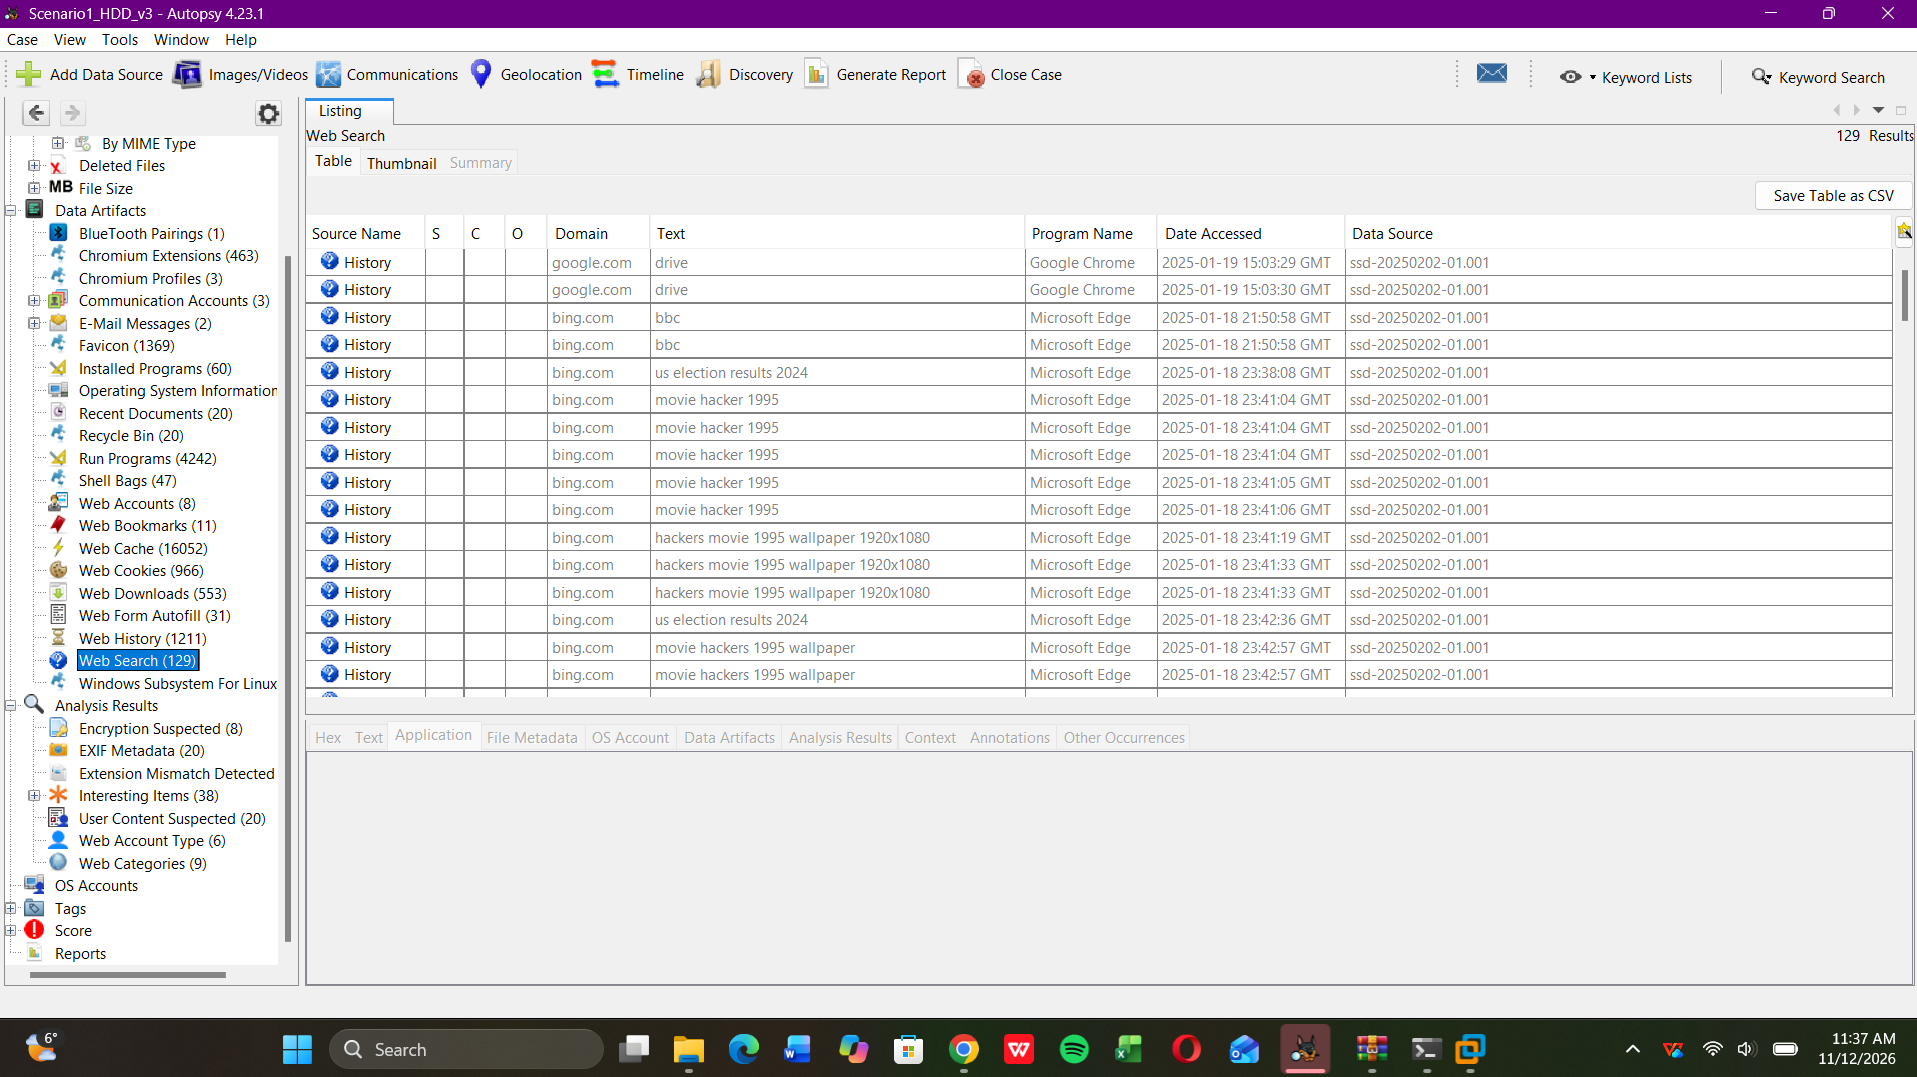 Scenario1_HDD_v3 - Autopsy 4.23.1
Case View Tools Window Help
Add Data Source Images/Videos Communications Geolocation Timeline Discovery Generate Report Close Case Keyword Lists Keyword Search
By MIME Type
Deleted Files
MB File Size
Data Artifacts
BlueTooth Pairings (1)
Chromium Extensions (463)
Chromium Profiles (3)
Communication Accounts (3)
E-Mail Messages (2)
Favicon (1369)
Installed Programs (60)
Operating System Information
Recent Documents (20)
Recycle Bin (20)
Run Programs (4242)
Shell Bags (47)
Web Accounts (8)
Web Bookmarks (11)
Web Cache (16052)
Web Cookies (966)
Web Downloads (553)
Web Form Autofill (31)
Web History (1211)
Web Search (129)
Windows Subsystem For Linux
Analysis Results
Encryption Suspected (8)
EXIF Metadata (20)
Extension Mismatch Detected
Interesting Items (38)
User Content Suspected (20)
Web Account Type (6)
Web Categories (9)
OS Accounts
Tags
Score
Reports
Listing
Web Search 129 Results
Table Thumbnail Summary
Save Table as CSV
Source Name S C O Domain Text Program Name Date Accessed Data Source
History google.com drive Google Chrome 2025-01-19 15:03:29 GMT ssd-20250202-01.001
History google.com drive Google Chrome 2025-01-19 15:03:30 GMT ssd-20250202-01.001
History bing.com bbc Microsoft Edge 2025-01-18 21:50:58 GMT ssd-20250202-01.001
History bing.com bbc Microsoft Edge 2025-01-18 21:50:58 GMT ssd-20250202-01.001
History bing.com us election results 2024 Microsoft Edge 2025-01-18 23:38:08 GMT ssd-20250202-01.001
History bing.com movie hacker 1995 Microsoft Edge 2025-01-18 23:41:04 GMT ssd-20250202-01.001
History bing.com movie hacker 1995 Microsoft Edge 2025-01-18 23:41:04 GMT ssd-20250202-01.001
History bing.com movie hacker 1995 Microsoft Edge 2025-01-18 23:41:04 GMT ssd-20250202-01.001
History bing.com movie hacker 1995 Microsoft Edge 2025-01-18 23:41:05 GMT ssd-20250202-01.001
History bing.com movie hacker 1995 Microsoft Edge 2025-01-18 23:41:06 GMT ssd-20250202-01.001
History bing.com hackers movie 1995 wallpaper 1920x1080 Microsoft Edge 2025-01-18 23:41:19 GMT ssd-20250202-01.001
History bing.com hackers movie 1995 wallpaper 1920x1080 Microsoft Edge 2025-01-18 23:41:33 GMT ssd-20250202-01.001
History bing.com hackers movie 1995 wallpaper 1920x1080 Microsoft Edge 2025-01-18 23:41:33 GMT ssd-20250202-01.001
History bing.com us election results 2024 Microsoft Edge 2025-01-18 23:42:36 GMT ssd-20250202-01.001
History bing.com movie hackers 1995 wallpaper Microsoft Edge 2025-01-18 23:42:57 GMT ssd-20250202-01.001
History bing.com movie hackers 1995 wallpaper Microsoft Edge 2025-01-18 23:42:57 GMT ssd-20250202-01.001
Hex Text Application File Metadata OS Account Data Artifacts Analysis Results Context Annotations Other Occurrences
6°
Search
11:37 AM
11/12/2026